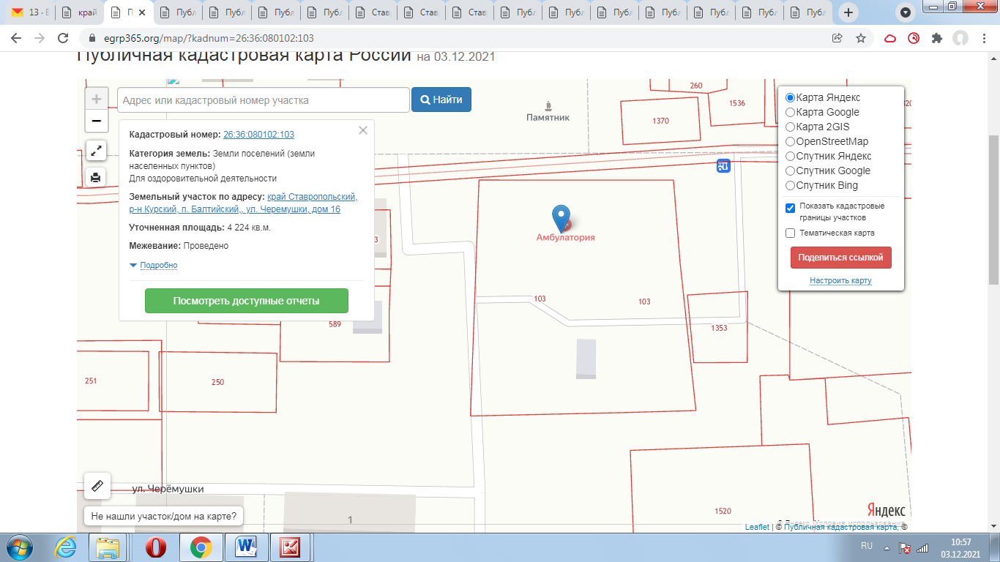 13 · Е
край
П
Публ
Публ
Публ
Публ
Став
Став
Став
Публ
Публ
Публ
Публ
Публ
Публ
Публ
egrp365.org/map/?kadnum=26:36:080102:103
Публичная кадастровая карта России на 03.12.2021
Адрес или кадастровый номер участка
Найти
Кадастровый номер: 26:36:080102:103
Категория земель: Земли поселений (земли
населенных пунктов)
Для оздоровительной деятельности
Земельный участок по адресу: край Ставропольский,
р-н Курский, п. Балтийский,, ул. Черемушки, дом 16
Уточненная площадь: 4 224 кв.м.
Межевание: Проведено
Подробно
Посмотреть доступные отчеты
Памятник
260
1536
1370
Амбулатория
103
103
1353
3
589
251
250
1520
1
ул. Черёмушки
Карта Яндекс
Карта Google
Карта 2GIS
OpenStreetMap
Спутник Яндекс
Спутник Google
Спутник Bing
Показать кадастровые
границы участков
Тематическая карта
Поделиться ссылкой
Настроить карту
Не нашли участок/дом на карте?
Яндекс
© Яндекс Условия использования
Leaflet | © Публичная кадастровая карта, ©
RU
10:57
03.12.2021